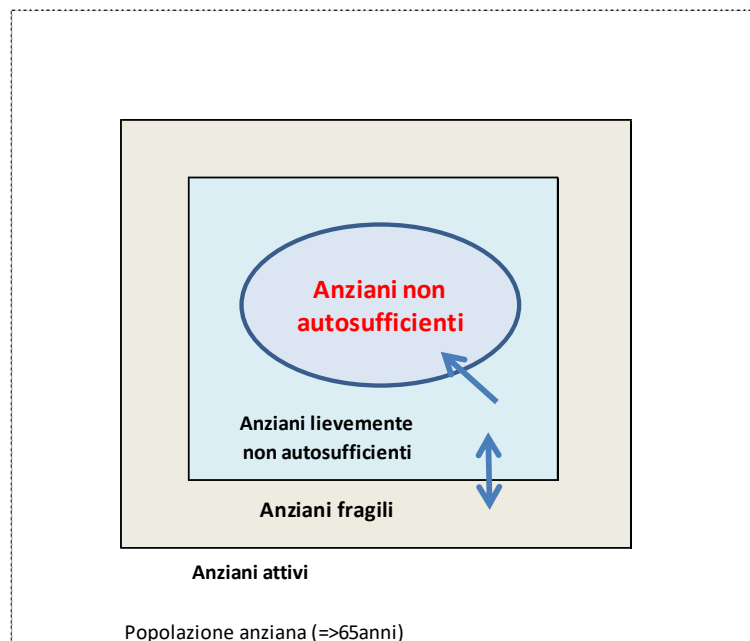 Anziani non
autosufficienti
Anziani lievemente
non autosufficienti
Anziani fragili
Anziani attivi
Popolazione anziana (=>65anni)